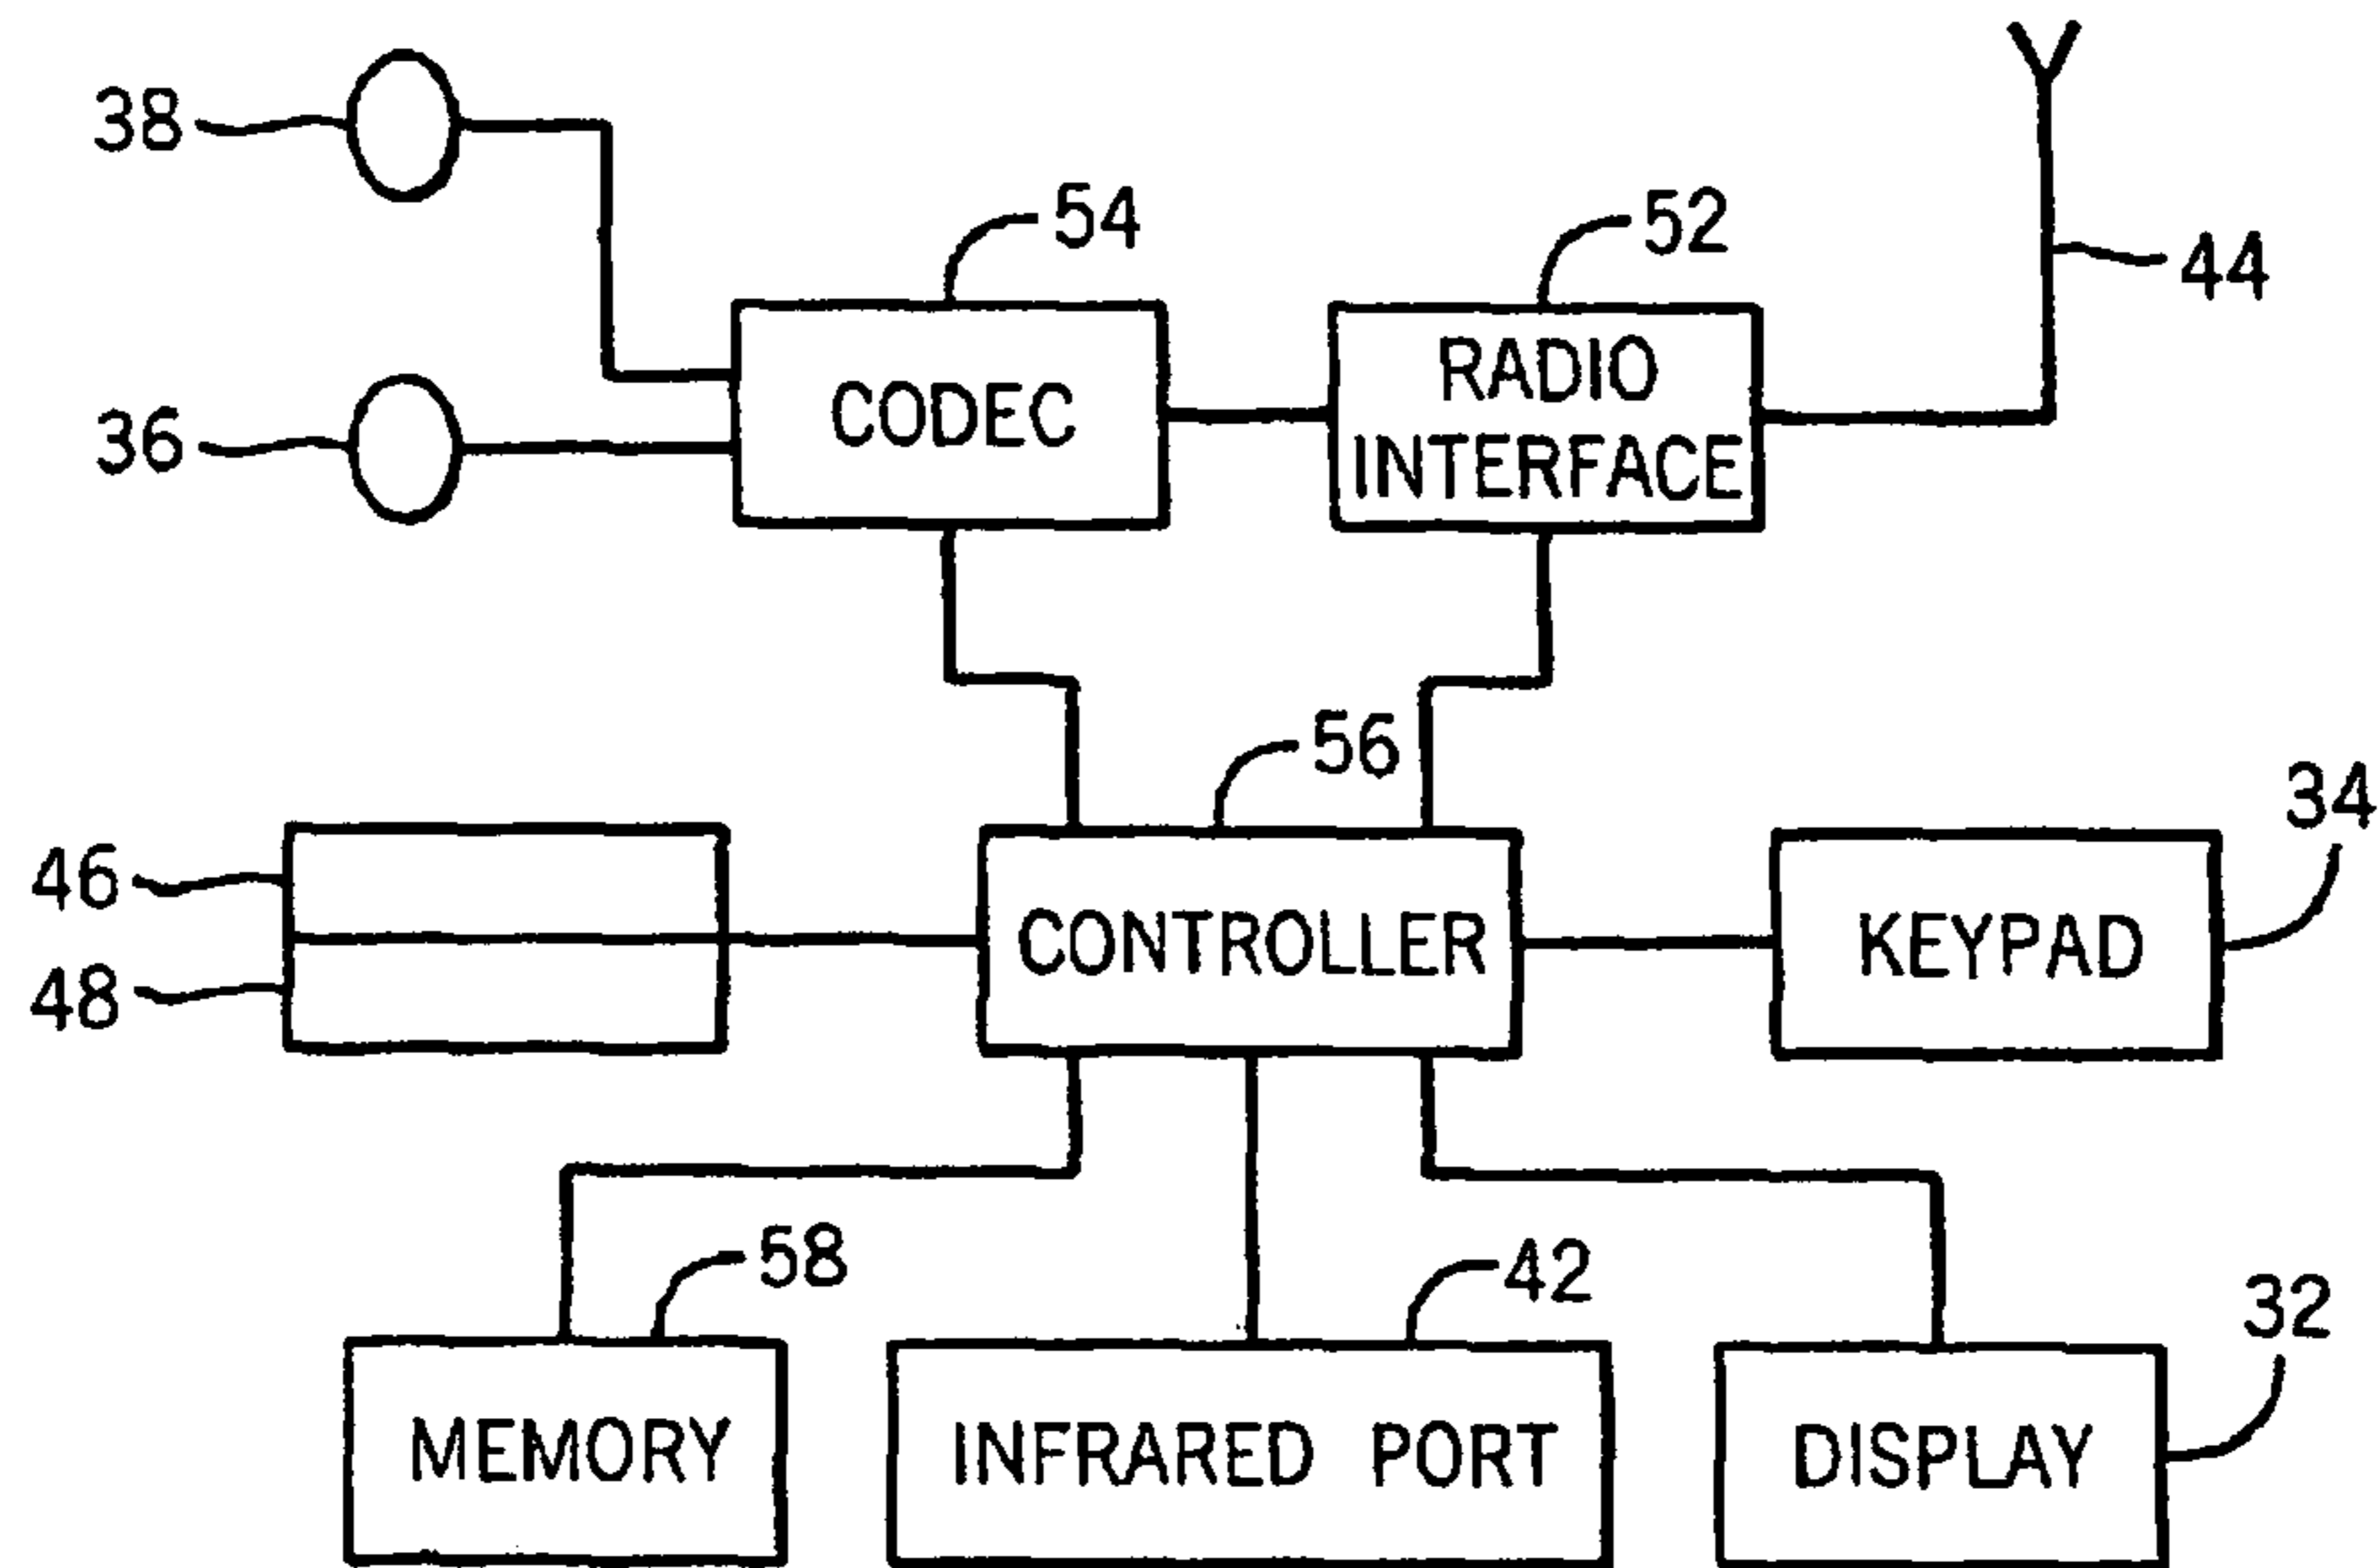 38
54
52
44
CODEC
RADIO
INTERFACE
36
56
34
46
48
CONTROLLER
KEYPAD
58
42
32
MEMORY
INFRARED PORT
DISPLAY